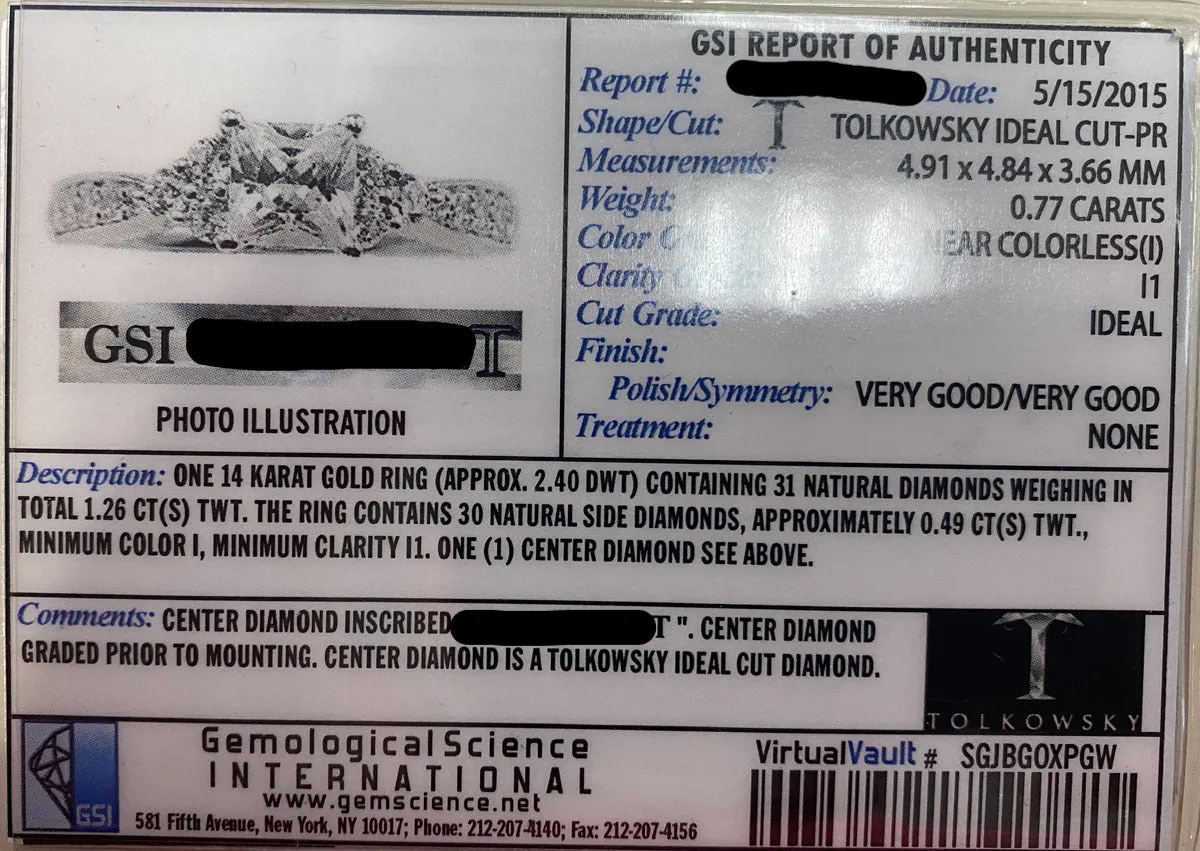 GSI REPORT OF AUTHENTICITY
Report #: Date: 5/15/2015
Shape/Cut: T TOLKOWSKY IDEAL CUT-PR
Measurements: 4.91 x 4.84 x 3.66 MM
Weight: 0.77 CARATS
Color COLORLESS(I)
Clarity I1
Cut Grade: IDEAL
Finish:
Polish/Symmetry: VERY GOOD/VERY GOOD
Treatment: NONE
GSI T
PHOTO ILLUSTRATION
Description: ONE 14 KARAT GOLD RING (APPROX. 2.40 DWT) CONTAINING 31 NATURAL DIAMONDS WEIGHING IN
TOTAL 1.26 CT(S) TWT. THE RING CONTAINS 30 NATURAL SIDE DIAMONDS, APPROXIMATELY 0.49 CT(S) TWT.,
MINIMUM COLOR I, MINIMUM CLARITY I1. ONE (1) CENTER DIAMOND SEE ABOVE.
Comments: CENTER DIAMOND INSCRIBED T ". CENTER DIAMOND
GRADED PRIOR TO MOUNTING. CENTER DIAMOND IS A TOLKOWSKY IDEAL CUT DIAMOND.
T
TOLKOWSKY
GSI
Gemological Science
INTERNATIONAL
www.gemscience.net
581 Fifth Avenue, New York, NY 10017; Phone: 212-207-4140; Fax: 212-207-4156
VirtualVault # SGJBGOXPGW